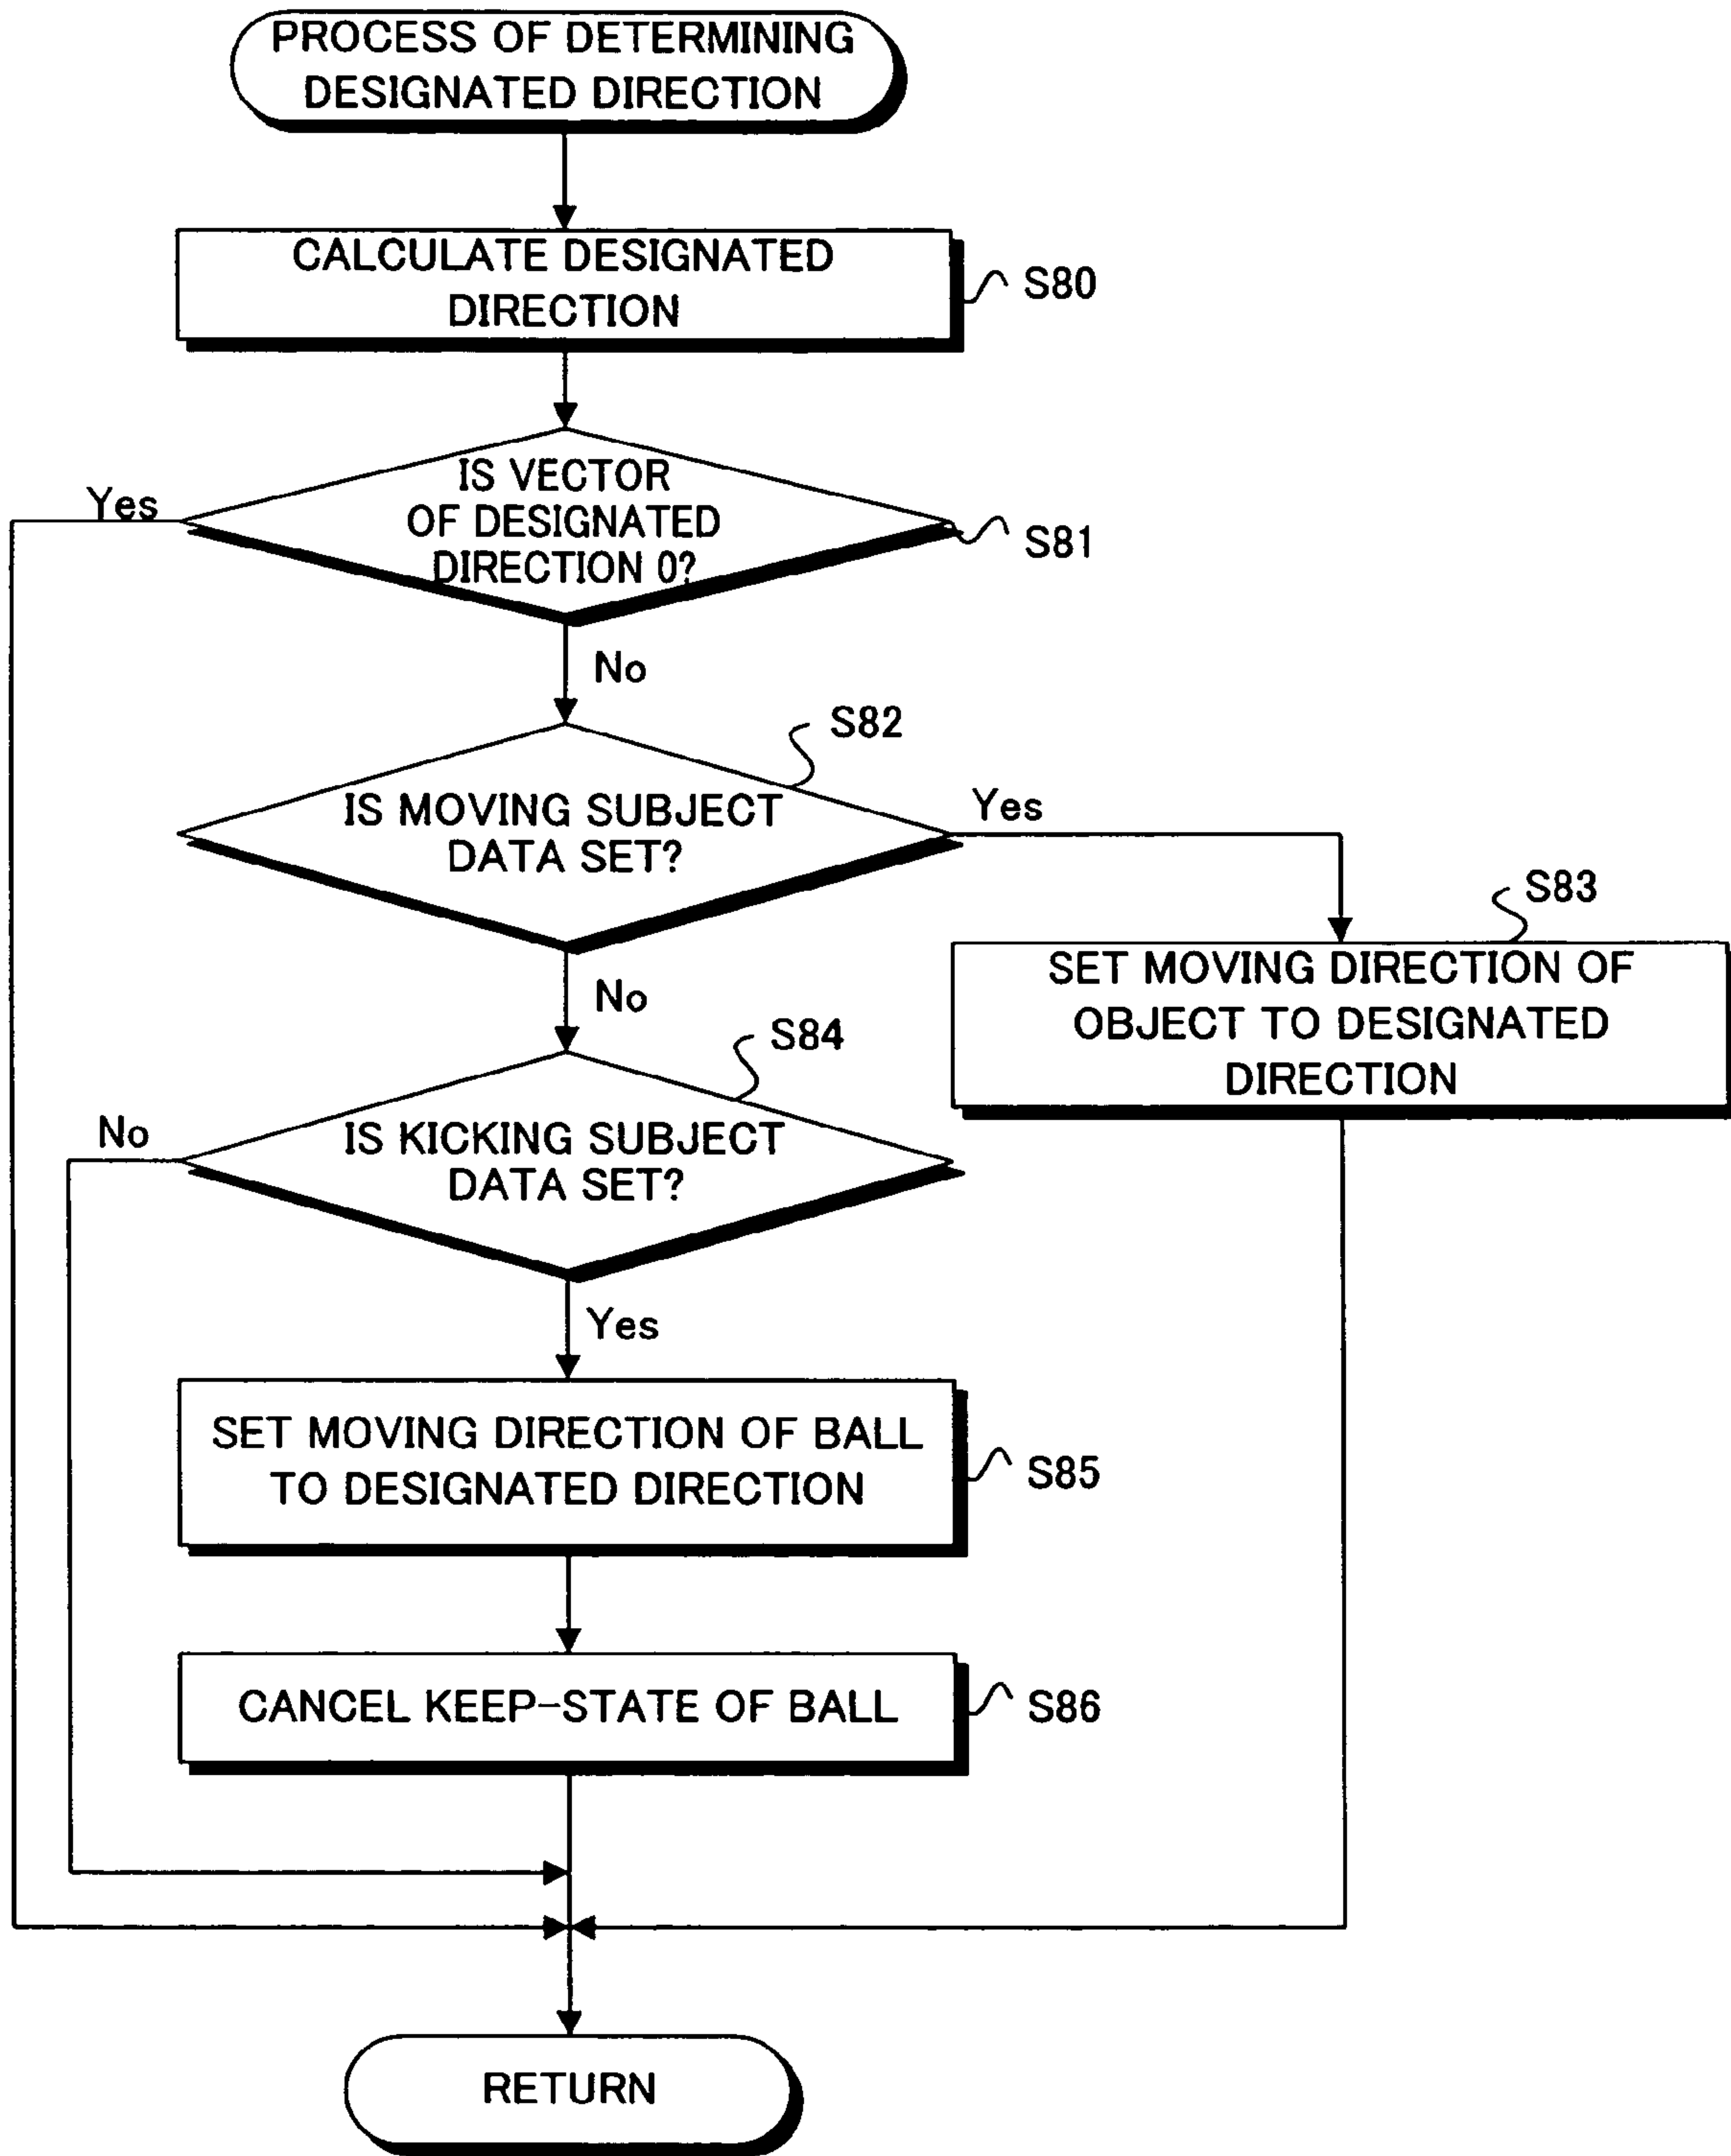 PROCESS OF DETERMINING
DESIGNATED DIRECTION
CALCULATE DESIGNATED
DIRECTION
S80
IS VECTOR
OF DESIGNATED
DIRECTION 0?
Yes
S81
No
S82
IS MOVING SUBJECT
DATA SET?
Yes
S83
SET MOVING DIRECTION OF
OBJECT TO DESIGNATED
DIRECTION
No
S84
IS KICKING SUBJECT
DATA SET?
No
Yes
SET MOVING DIRECTION OF BALL
TO DESIGNATED DIRECTION
S85
CANCEL KEEP-STATE OF BALL
S86
RETURN